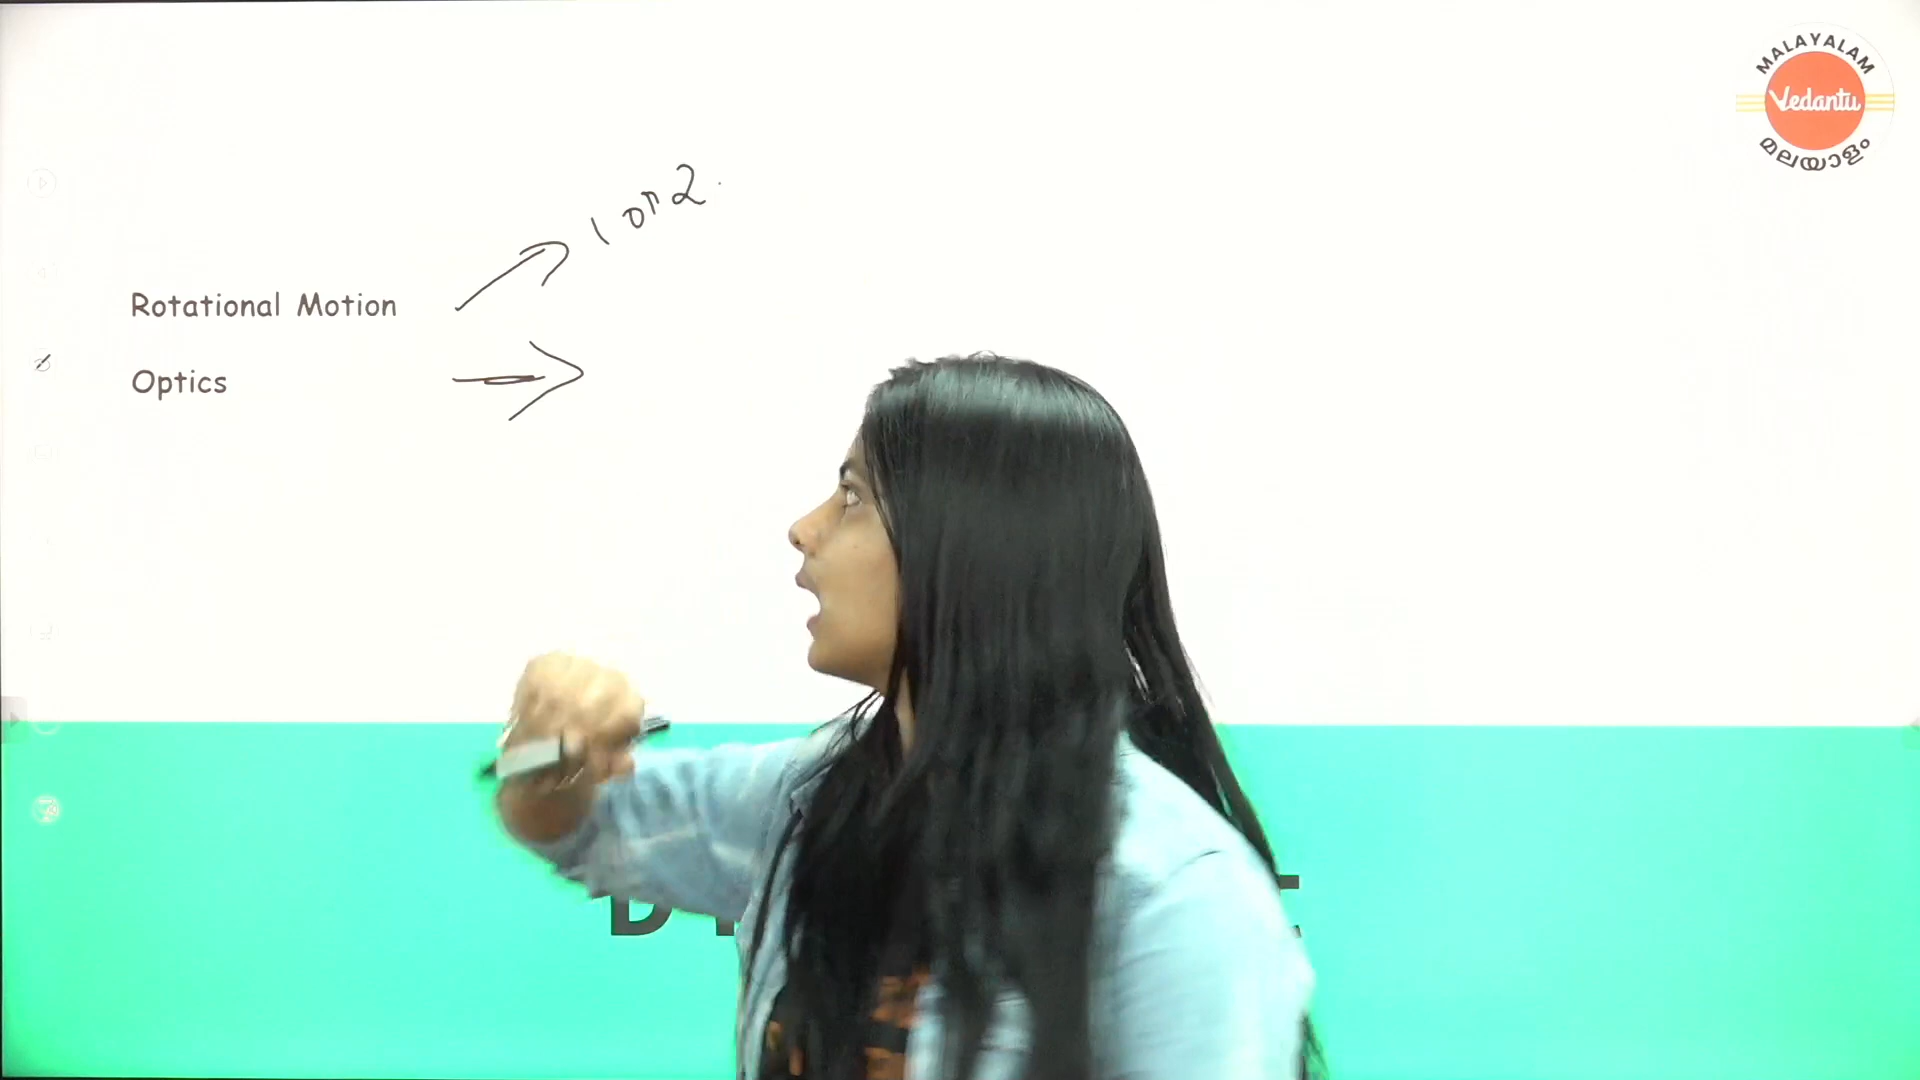 MALAYALAM
Vedantu
മലയാളം
1 or 2
Rotational Motion
Optics